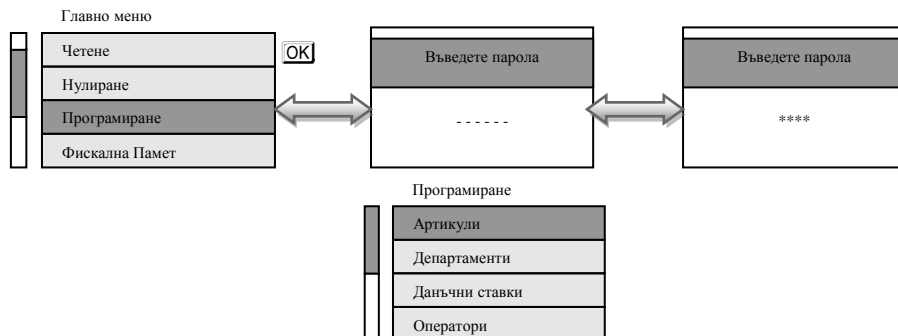 Главно меню
Четене
OK
Нулиране
Програмиране
Фискална Памет
Въведете парола
- - - - - -
Въведете парола
****
Програмиране
Артикули
Департаменти
Данъчни ставки
Оператори